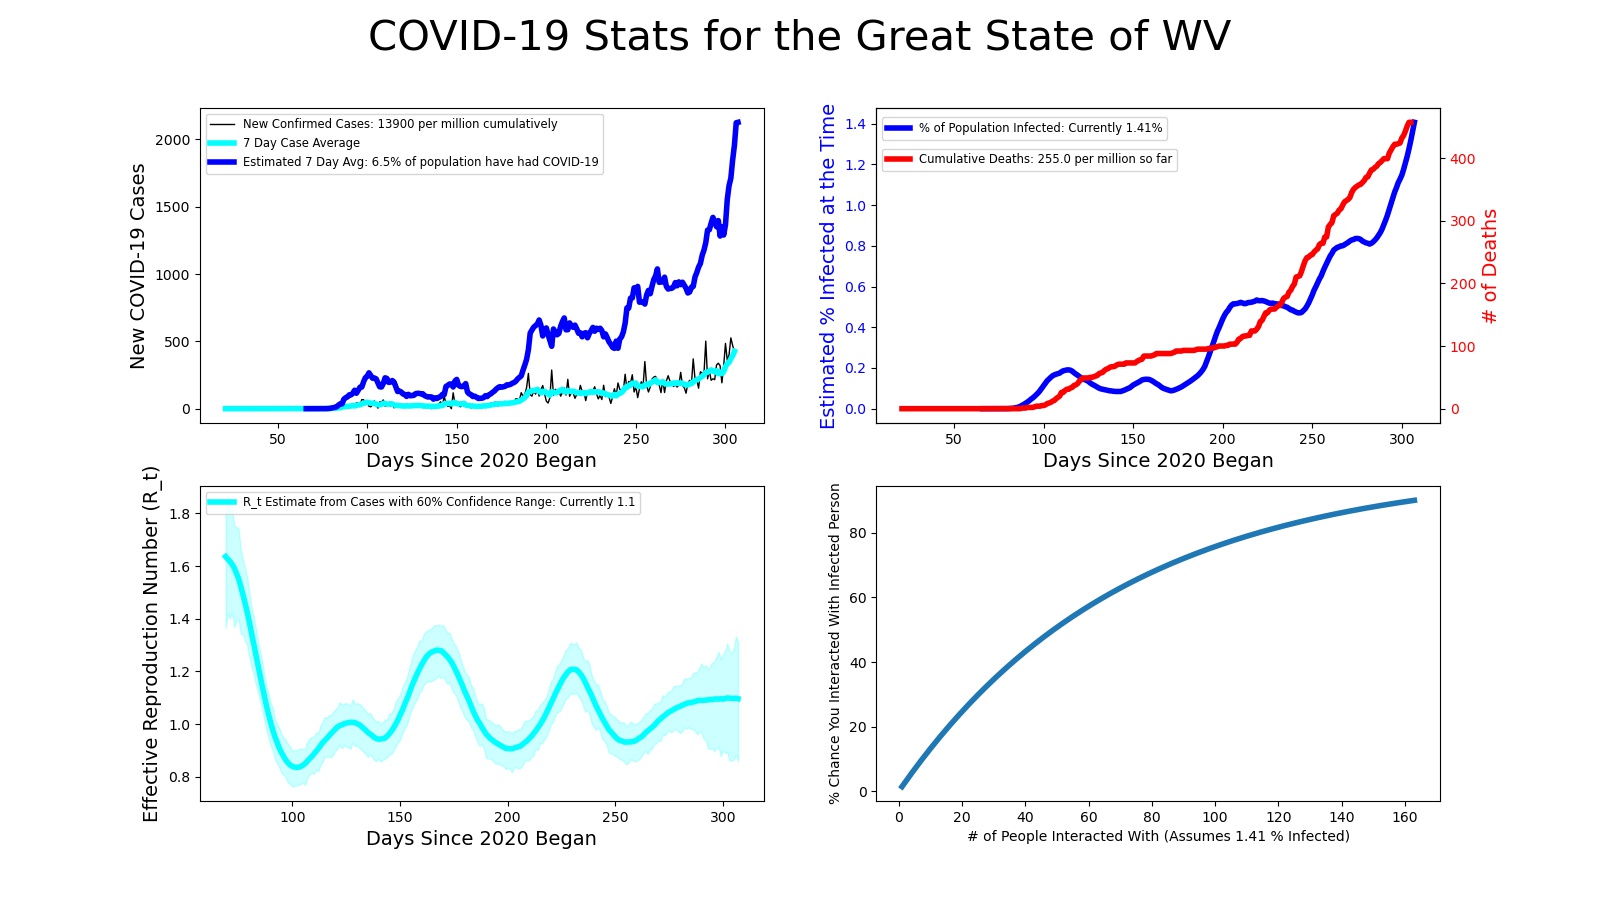 COVID-19 Stats for the Great State of WV
New COVID-19 Cases
2000
1500
1000
500
0
New Confirmed Cases: 13900 per million cumulatively
7 Day Case Average
Estimated 7 Day Avg: 6.5% of population have had COVID-19
50 100 150 200 250 300
Days Since 2020 Began
Estimated % Infected at the Time
1.4
1.2
1.0
0.8
0.6
0.4
0.2
0.0
% of Population Infected: Currently 1.41%
Cumulative Deaths: 255.0 per million so far
400
300
200
100
0
# of Deaths
50 100 150 200 250 300
Days Since 2020 Began
Effective Reproduction Number (R_t)
1.8
1.6
1.4
1.2
1.0
0.8
R_t Estimate from Cases with 60% Confidence Range: Currently 1.1
100 150 200 250 300
Days Since 2020 Began
% Chance You Interacted With Infected Person
80
60
40
20
0
0 20 40 60 80 100 120 140 160
# of People Interacted With (Assumes 1.41 % Infected)